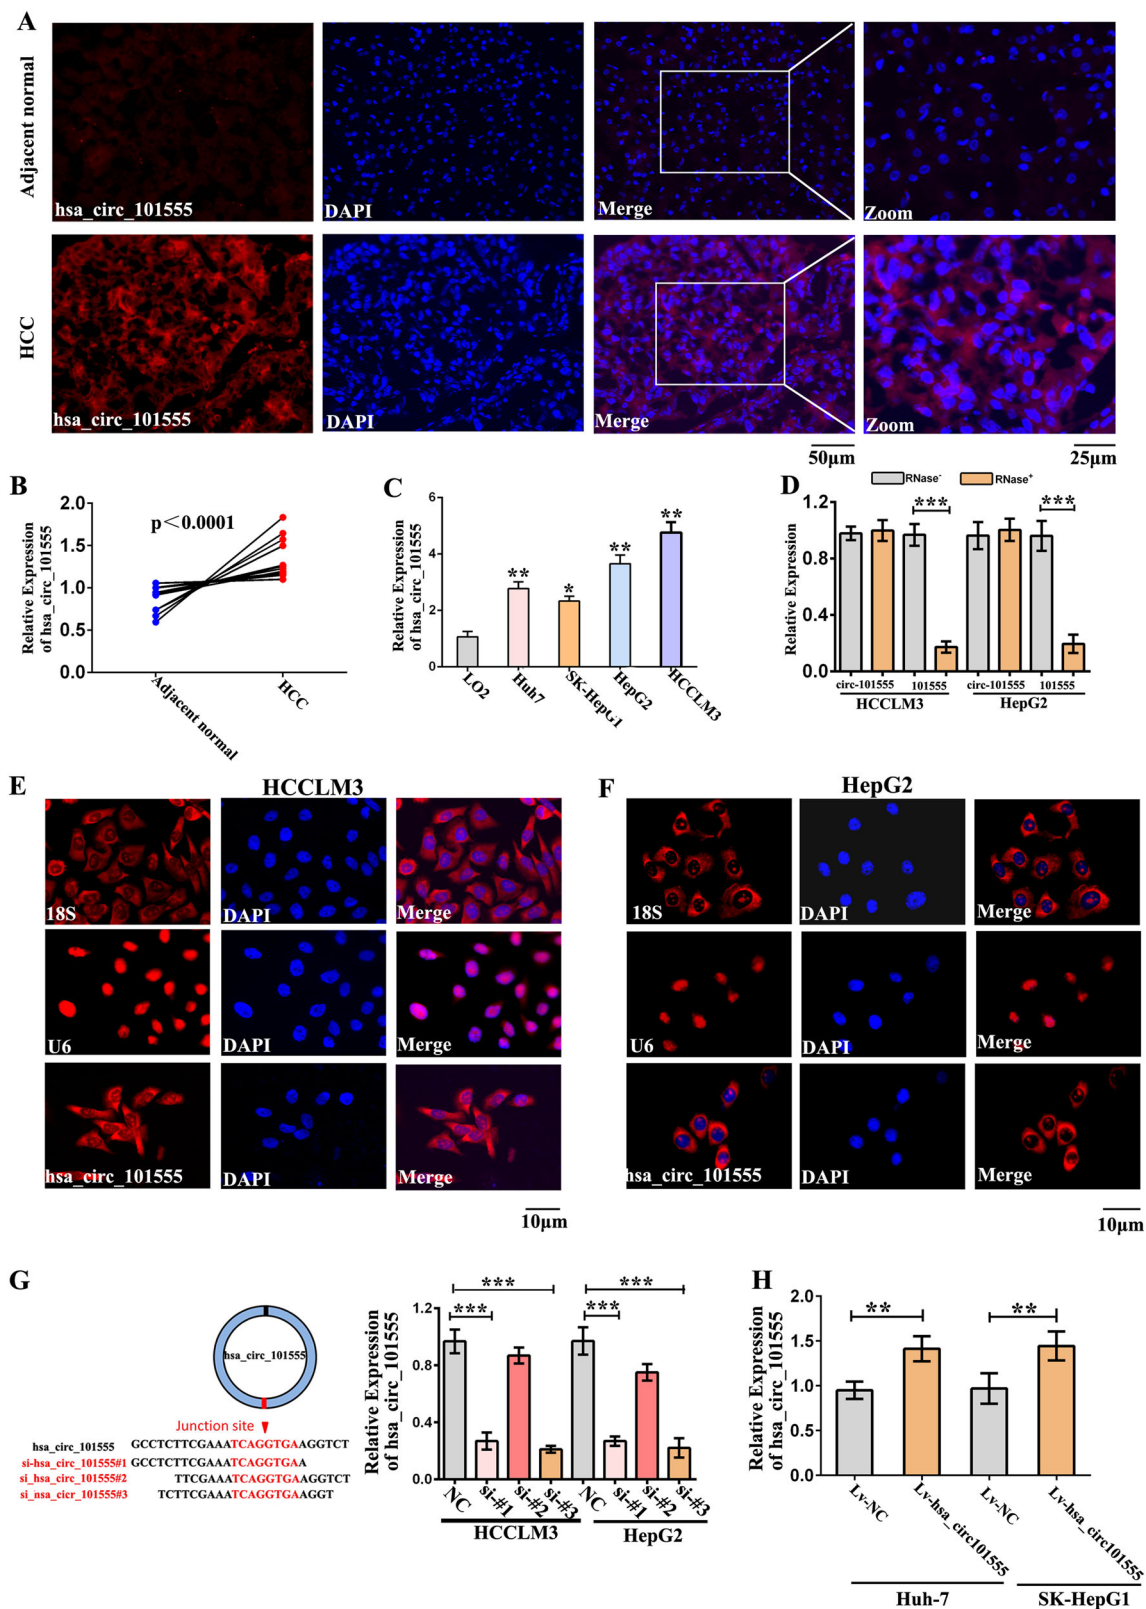 A
Adjacent normal
hsa_circ_101555
DAPI
Merge
Zoom
HCC
hsa_circ_101555
DAPI
Merge
Zoom
50μm
25μm
B
Relative Expression
of hsa_circ_101555
2.0
1.5
1.0
0.5
0.0
p<0.0001
Adjacent normal
HCC
C
Relative Expression
of hsa_circ_101555
6
4
2
0
**
*
**
**
LO2
Huh7
SK-HepG1
HepG2
HCCLM3
D
RNase-
RNase+
Relative Expression
1.2
0.8
0.4
0.0
***
***
circ-101555
101555
circ-101555
101555
HCCLM3
HepG2
E
HCCLM3
18S
DAPI
Merge
U6
DAPI
Merge
hsa_circ_101555
DAPI
Merge
10μm
F
HepG2
18S
DAPI
Merge
U6
DAPI
Merge
hsa_circ_101555
DAPI
Merge
10μm
G
hsa_circ_101555
Junction site
hsa_circ_101555 GCCTCTTCGAAATCAGGTGAAGGTCT
si-hsa_circ_101555#1 GCCTCTTCGAAATCAGGTGAA
si_hsa_circ_101555#2 TTCGAAATCAGGTGAAGGTCT
si_nsa_cicr_101555#3 TCTTCGAAATCAGGTGAAGGT
Relative Expression
of hsa_circ_101555
1.2
0.8
0.4
0.0
***
***
***
***
NC
si-#1
si-#2
si-#3
NC
si-#1
si-#2
si-#3
HCCLM3
HepG2
H
Relative Expression
of hsa_circ_101555
2.0
1.5
1.0
0.5
0.0
**
**
Lv-NC
Lv-hsa_circ101555
Lv-NC
Lv-hsa_circ101555
Huh-7
SK-HepG1